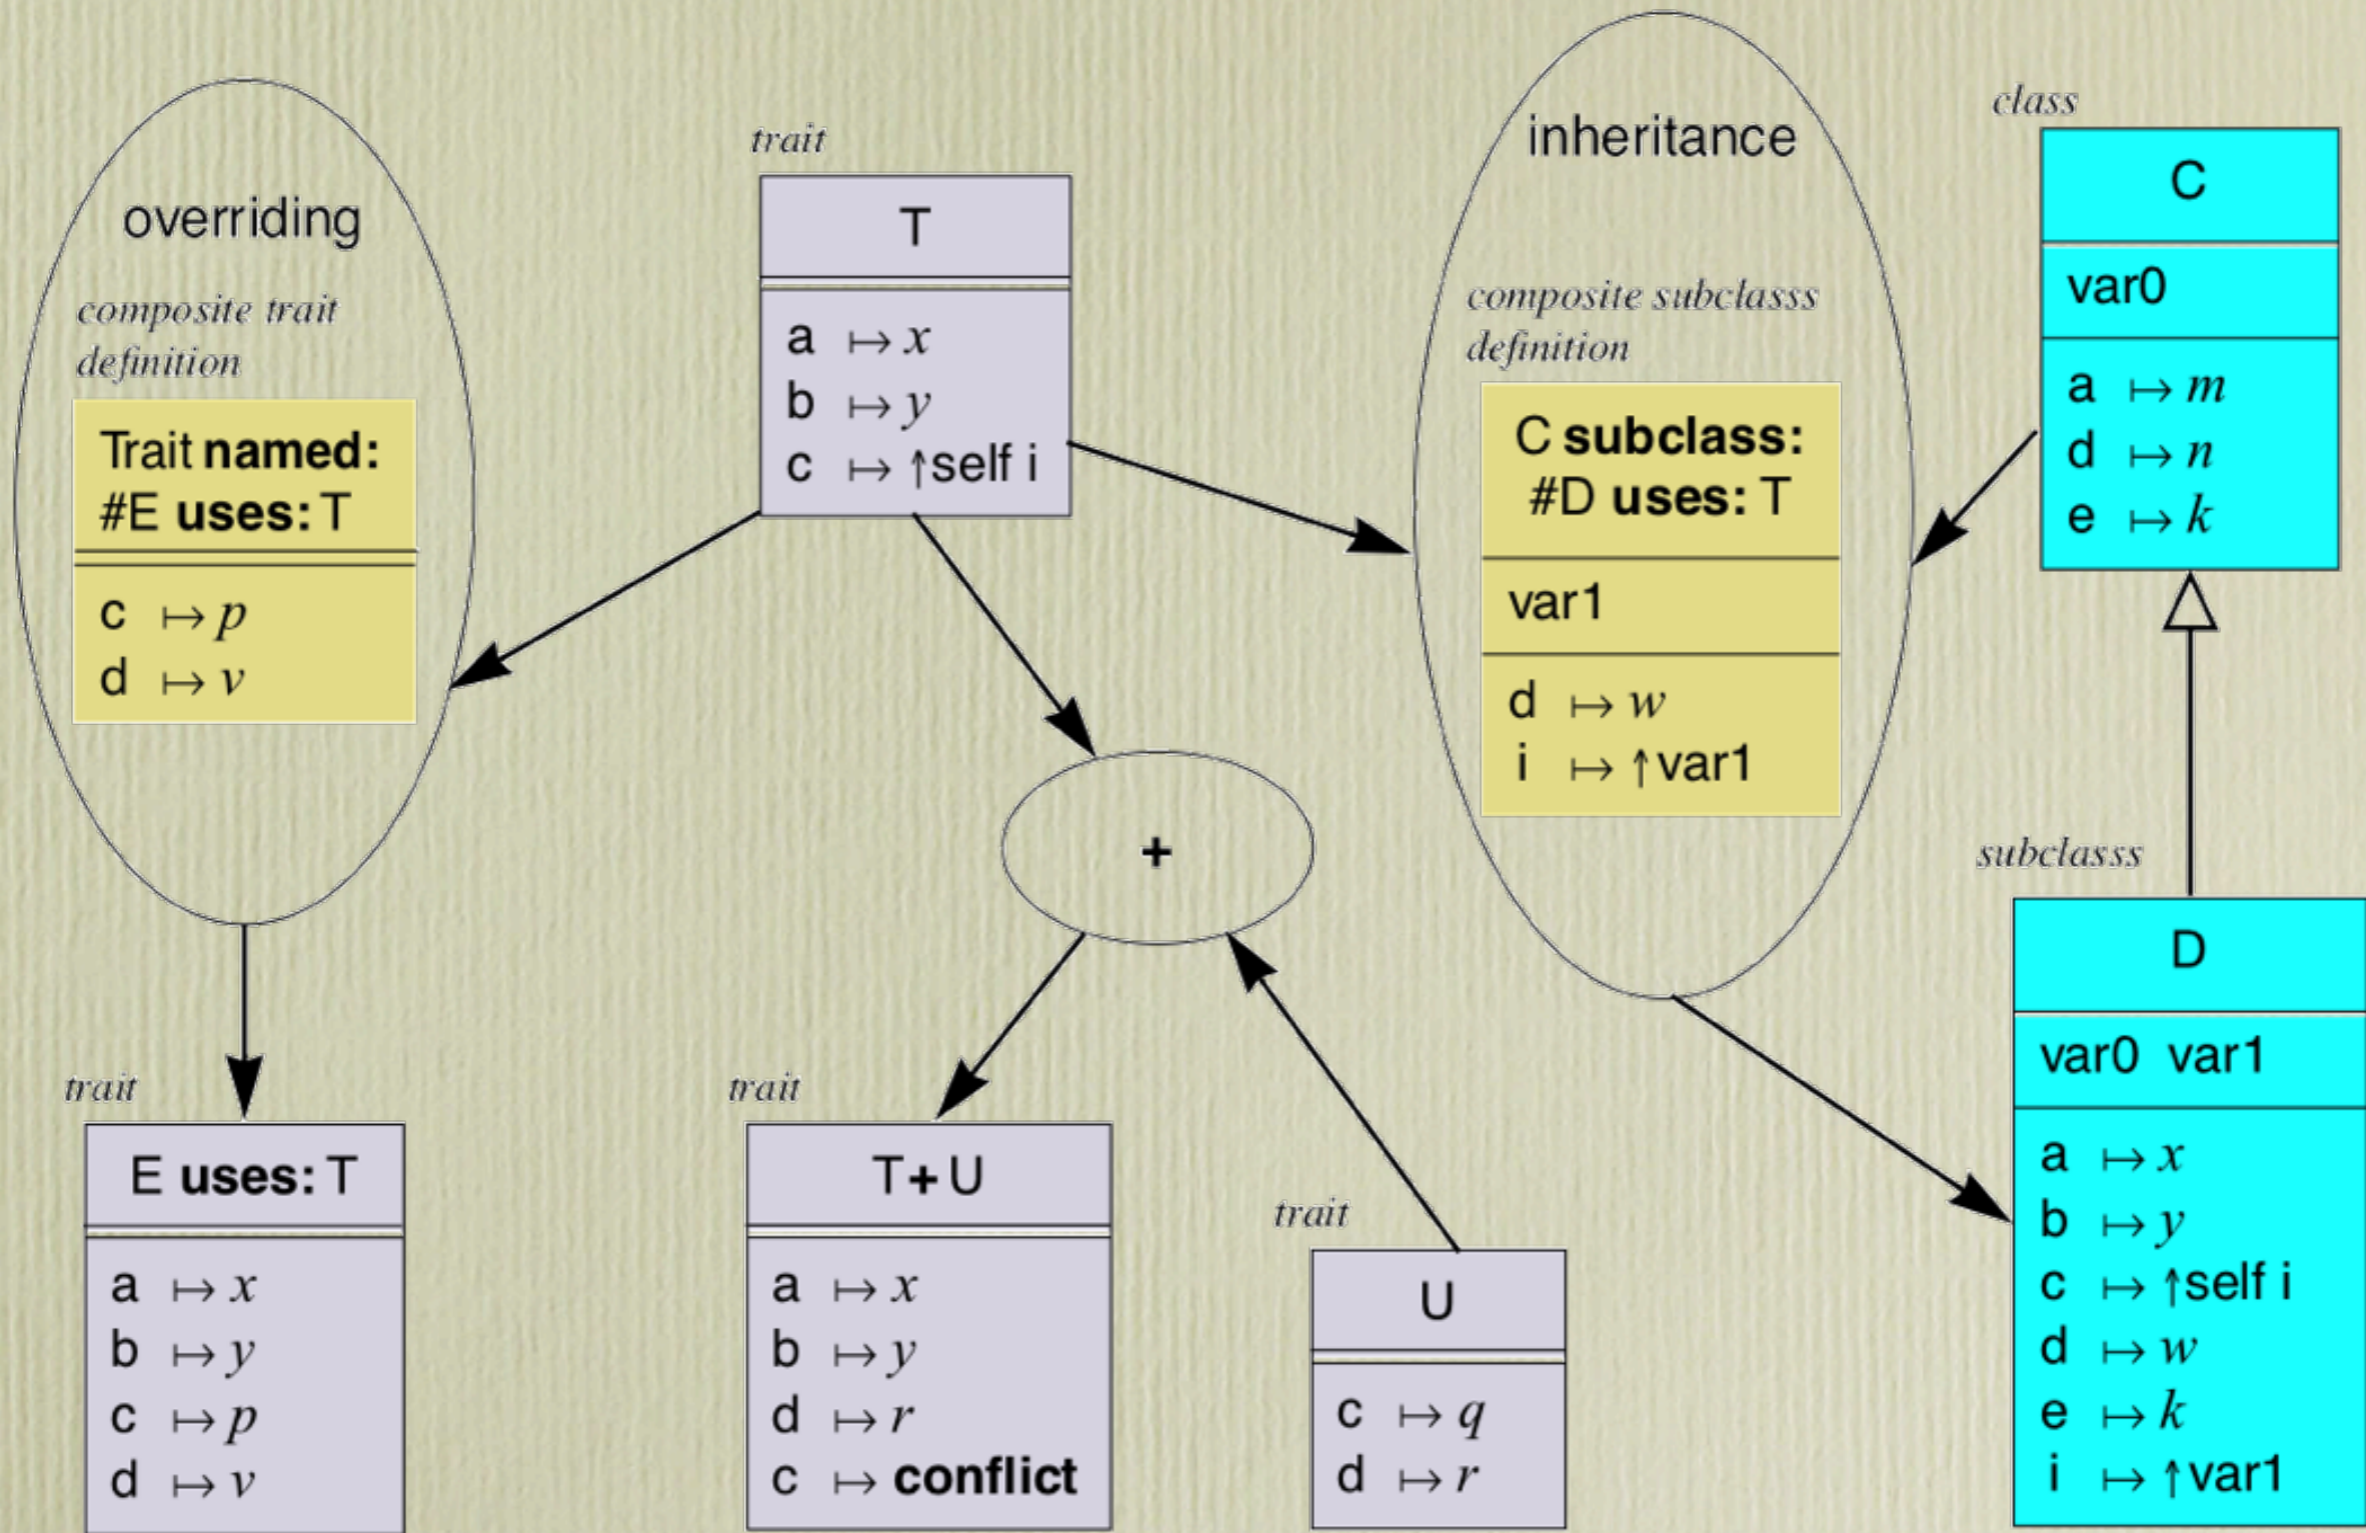 overriding
composite trait
definition
Trait named:
#E uses: T
c ↦ p
d ↦ v
trait
E uses: T
a ↦ x
b ↦ y
c ↦ p
d ↦ v
trait
T
a ↦ x
b ↦ y
c ↦ ↑self i
+
trait
T + U
a ↦ x
b ↦ y
d ↦ r
c ↦ conflict
trait
U
c ↦ q
d ↦ r
inheritance
composite subclasss
definition
C subclass:
#D uses: T
var1
d ↦ w
i ↦ ↑var1
class
C
var0
a ↦ m
d ↦ n
e ↦ k
subclasss
D
var0 var1
a ↦ x
b ↦ y
c ↦ ↑self i
d ↦ w
e ↦ k
i ↦ ↑var1